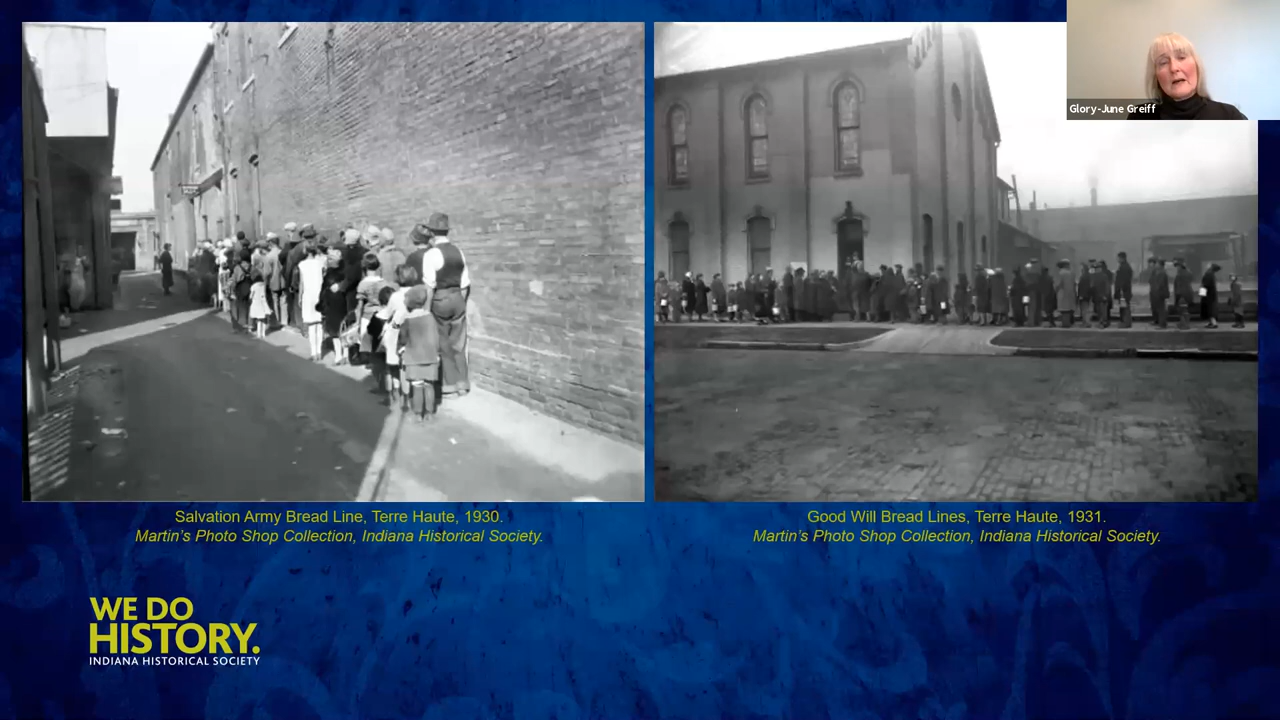 Glory-June Greiff
Salvation Army Bread Line, Terre Haute, 1930.
Martin's Photo Shop Collection, Indiana Historical Society.
Good Will Bread Lines, Terre Haute, 1931.
Martin's Photo Shop Collection, Indiana Historical Society.
WE DO
HISTORY.
INDIANA HISTORICAL SOCIETY